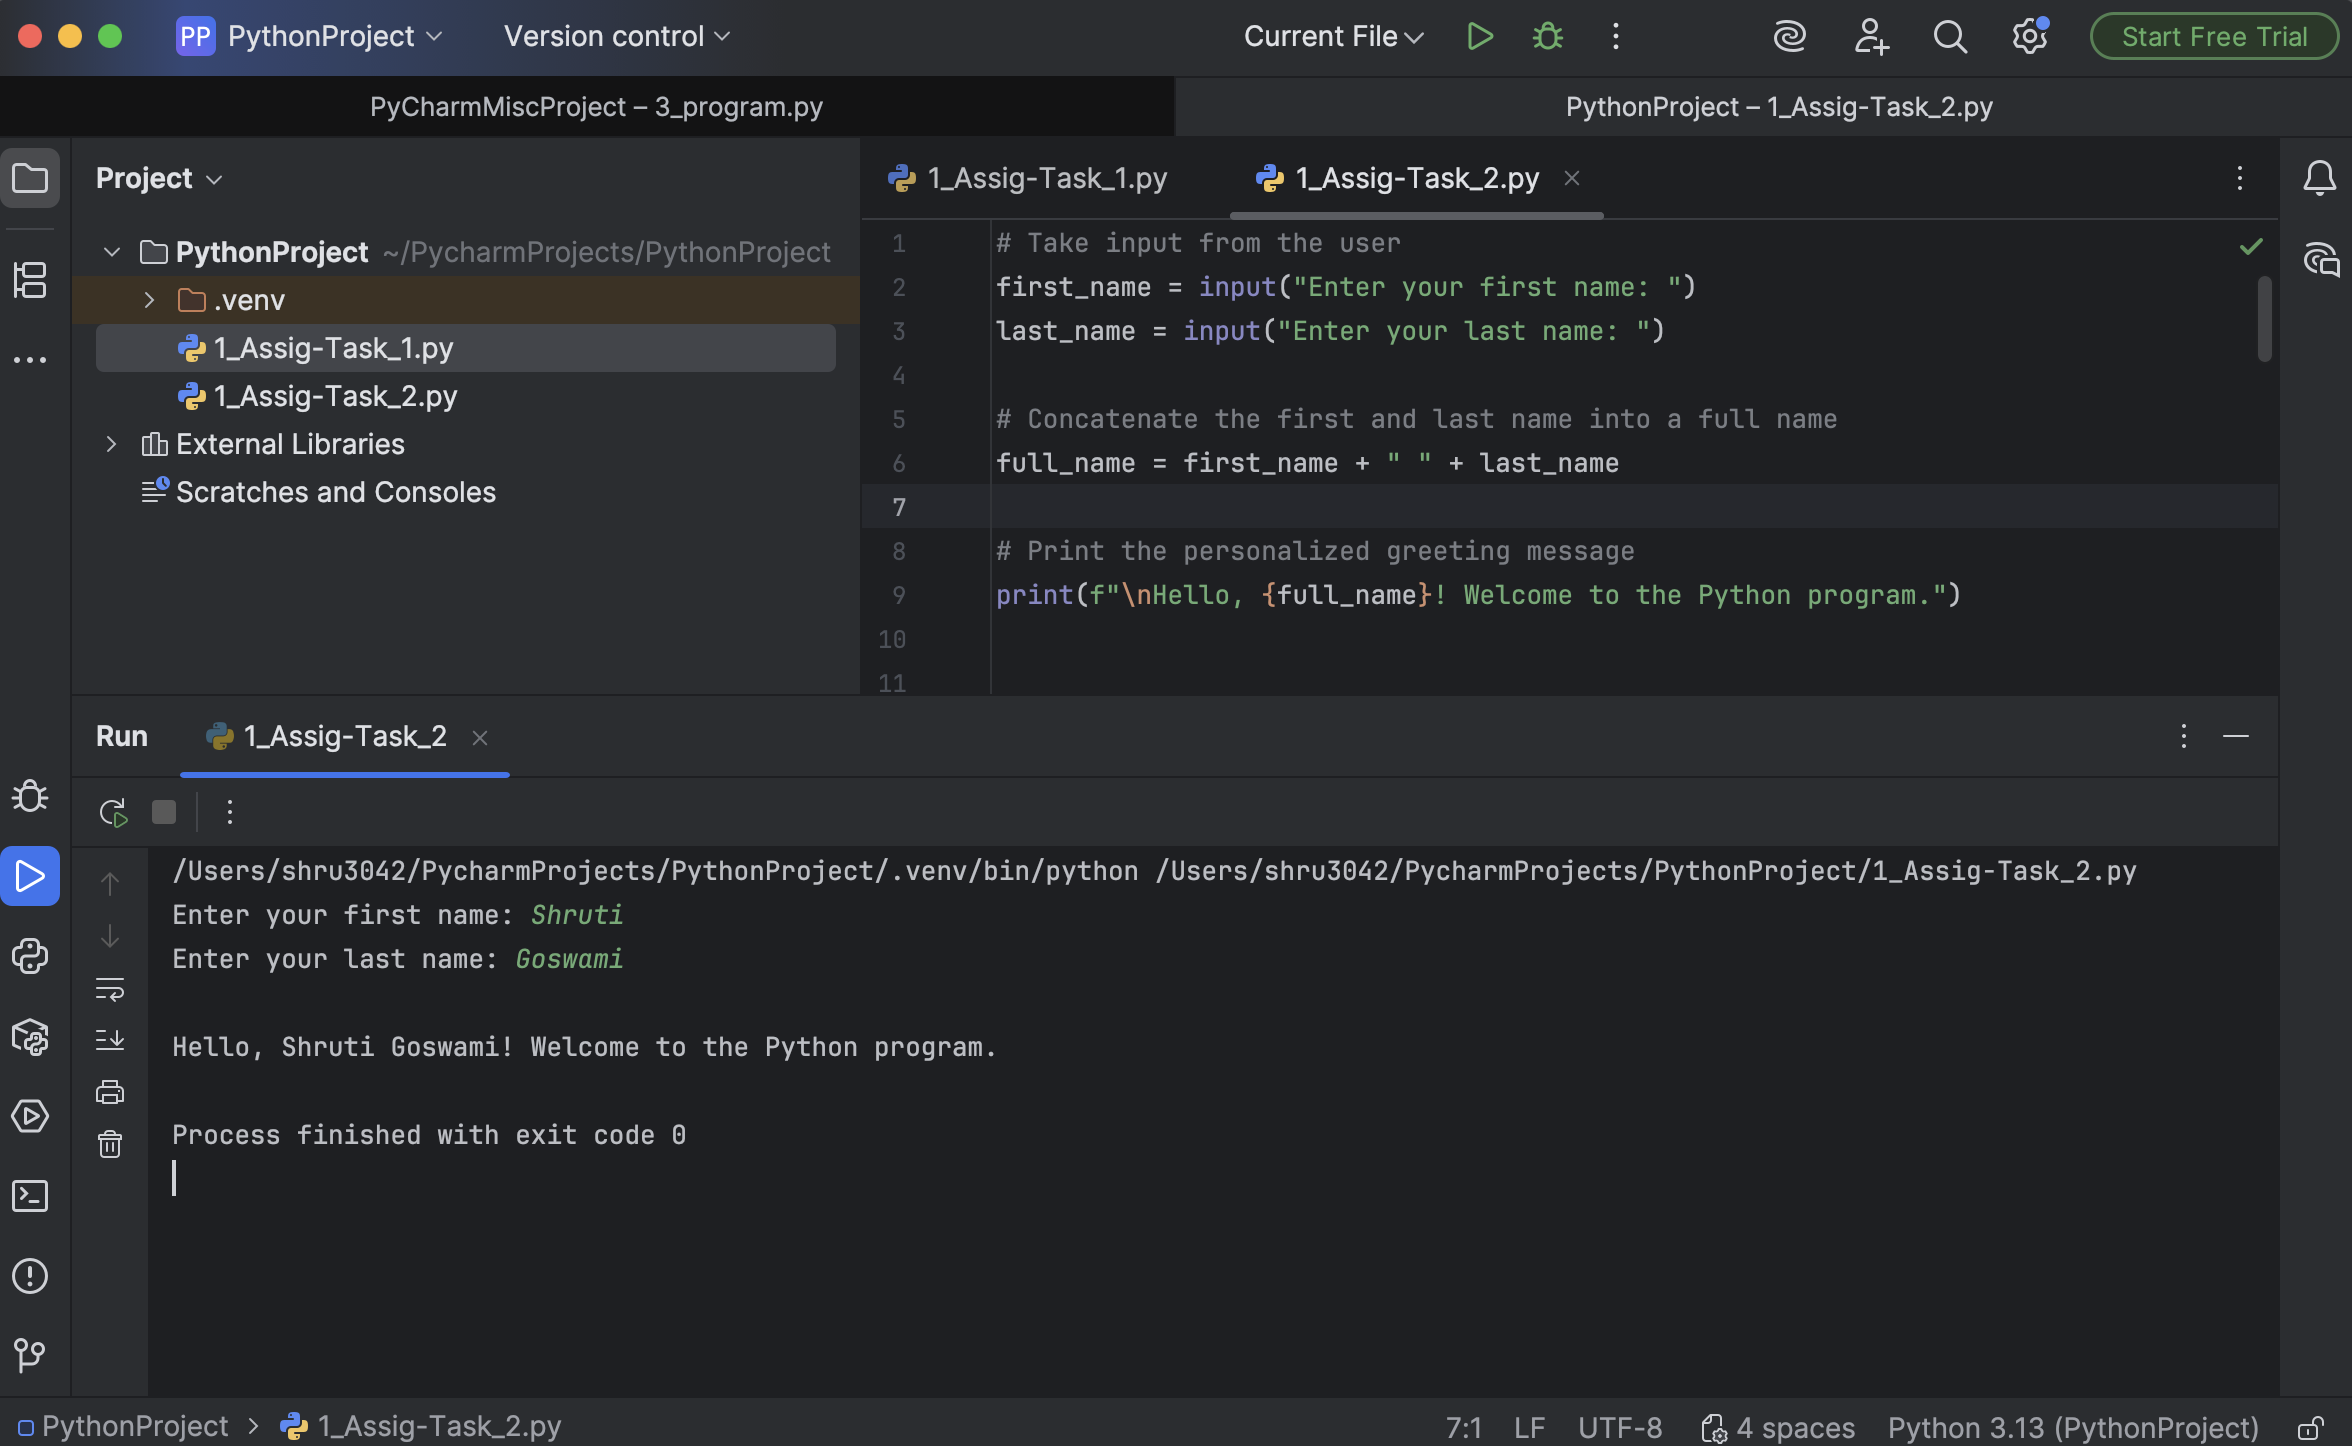 PP PythonProject Version control Current File Start Free Trial
PyCharmMiscProject – 3_program.py PythonProject – 1_Assig-Task_2.py
Project
PythonProject ~/PycharmProjects/PythonProject
.venv
1_Assig-Task_1.py
1_Assig-Task_2.py
External Libraries
Scratches and Consoles
1_Assig-Task_1.py 1_Assig-Task_2.py
1 # Take input from the user
2 first_name = input("Enter your first name: ")
3 last_name = input("Enter your last name: ")
4
5 # Concatenate the first and last name into a full name
6 full_name = first_name + " " + last_name
7
8 # Print the personalized greeting message
9 print(f"\nHello, {full_name}! Welcome to the Python program.")
10
11
Run 1_Assig-Task_2
/Users/shru3042/PycharmProjects/PythonProject/.venv/bin/python /Users/shru3042/PycharmProjects/PythonProject/1_Assig-Task_2.py
Enter your first name: Shruti
Enter your last name: Goswami
Hello, Shruti Goswami! Welcome to the Python program.
Process finished with exit code 0
PythonProject > 1_Assig-Task_2.py 7:1 LF UTF-8 4 spaces Python 3.13 (PythonProject)